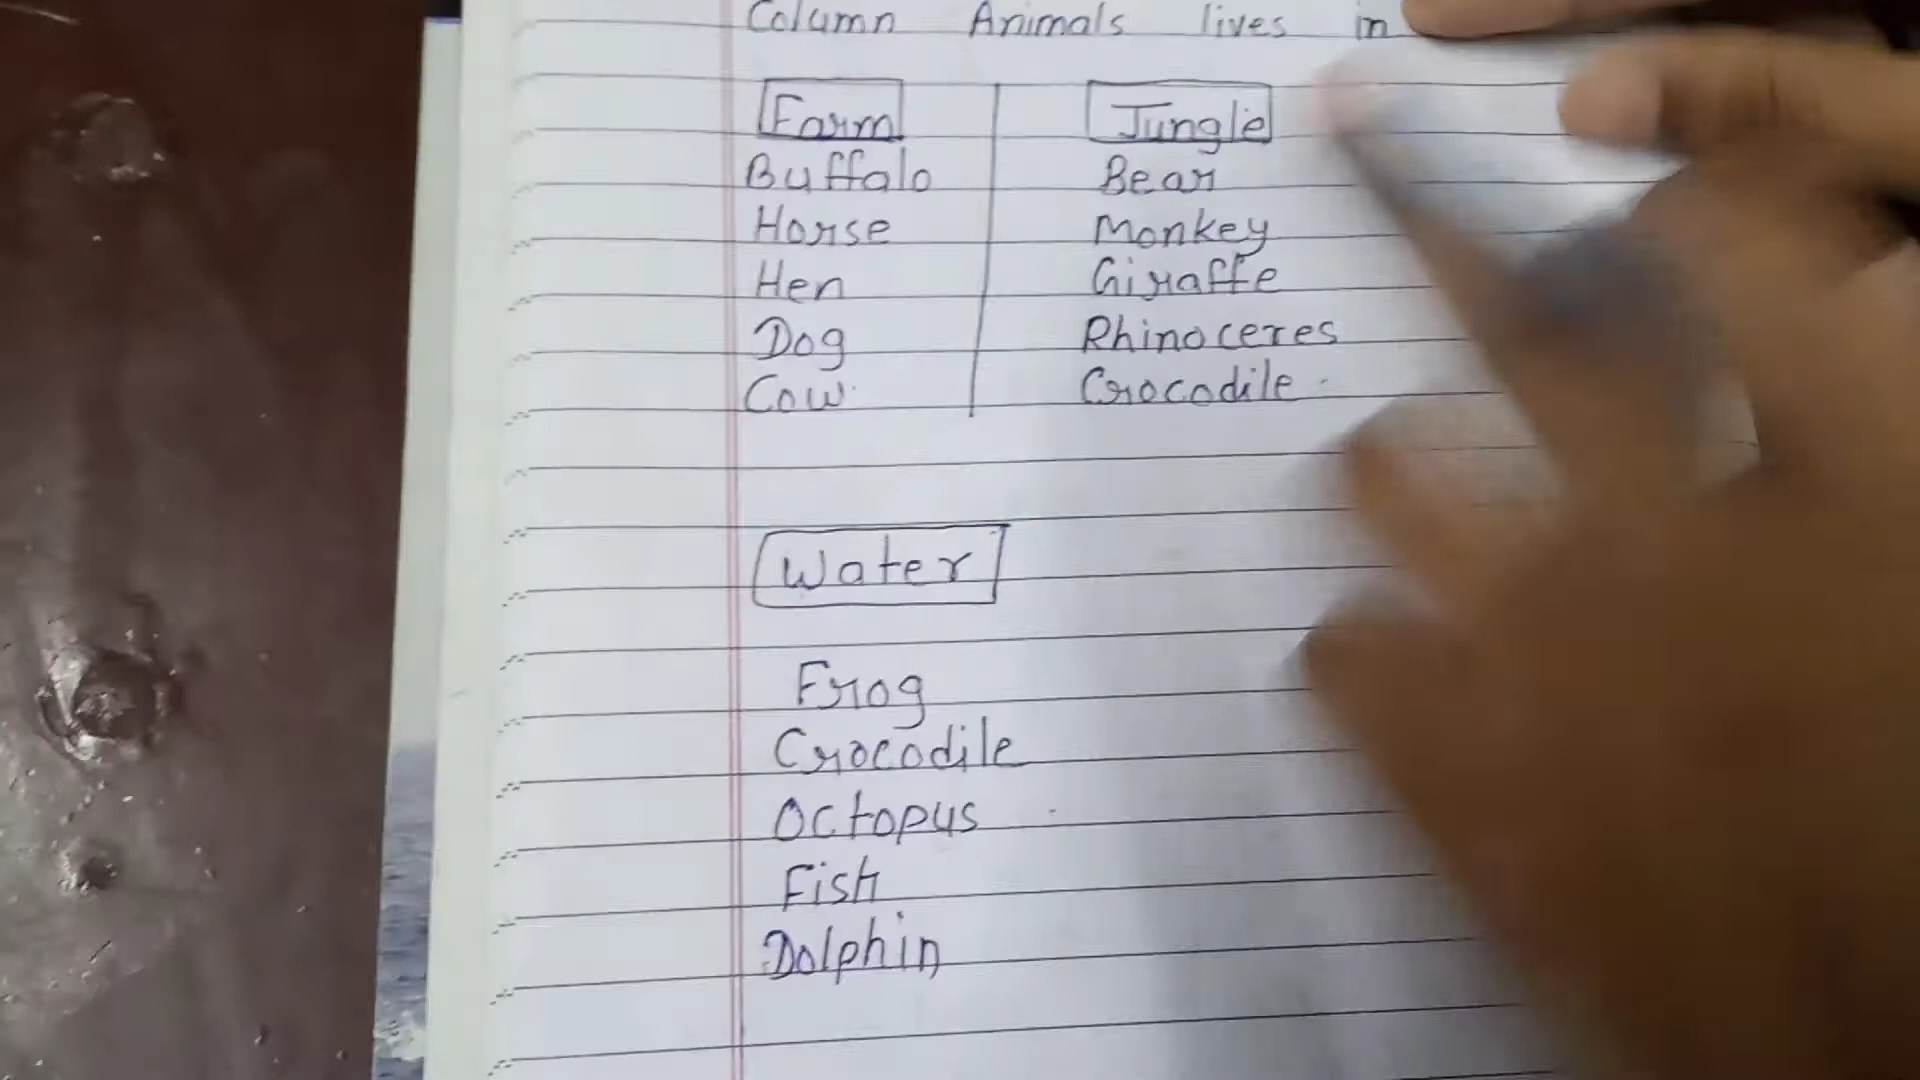 Column Animals lives in
Farm Jungle
Buffalo Bear
Horse Monkey
Hen Giraffe
Dog Rhinoceres
Cow. Crocodile.
Water
Frog
Crocodile
Octopus
Fish
Dolphin